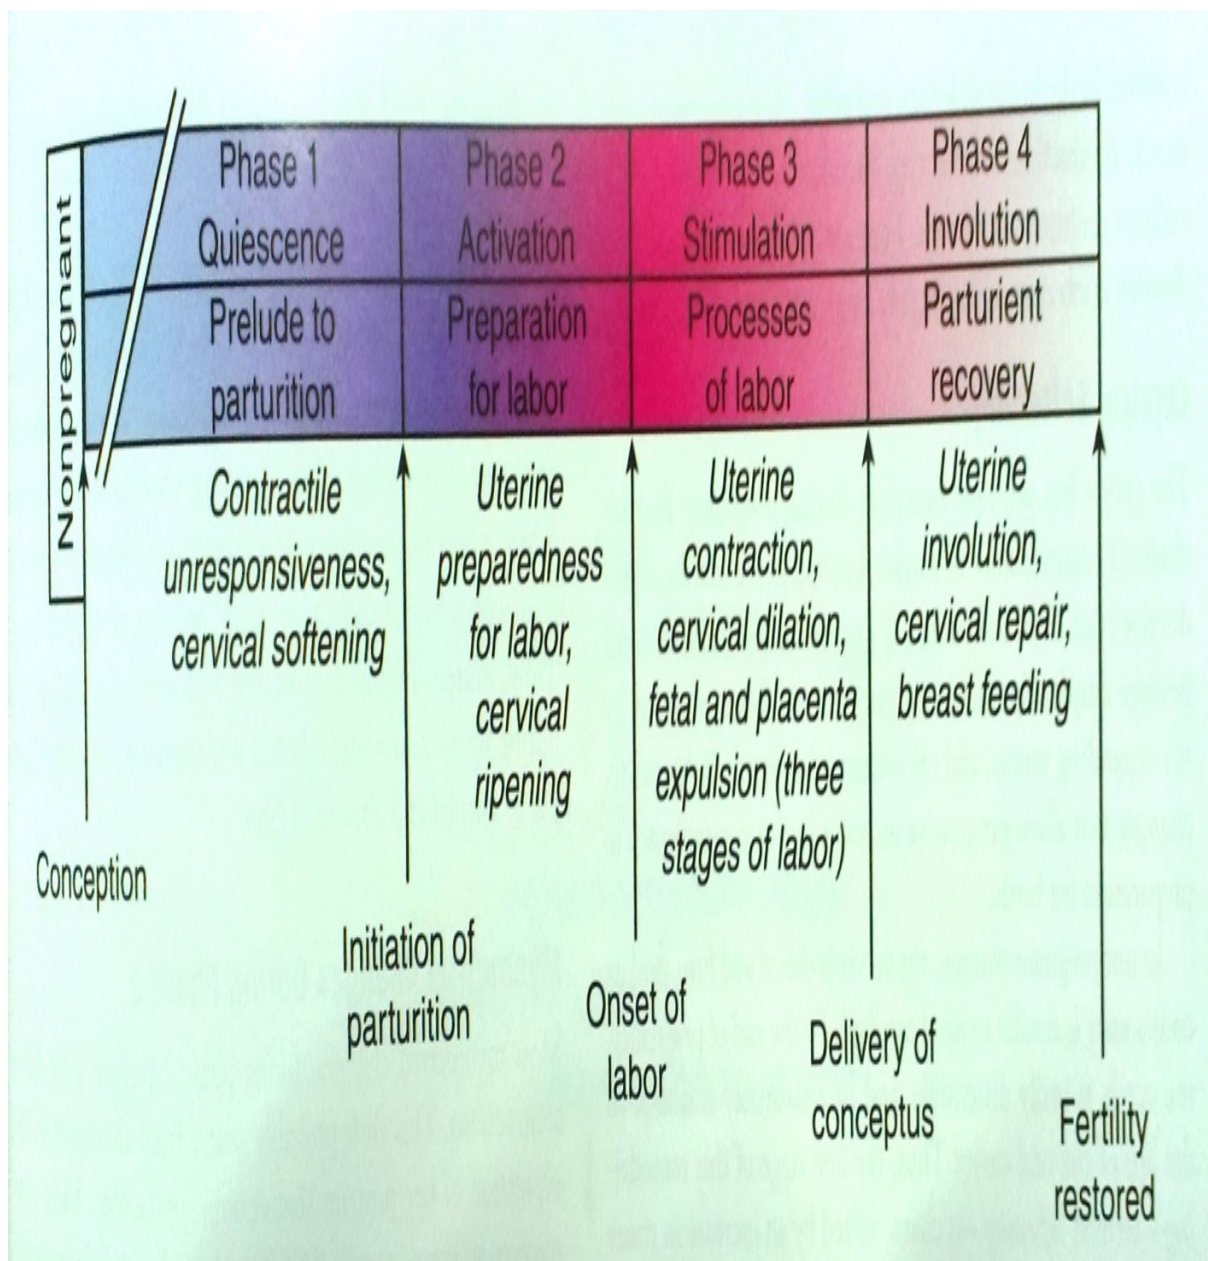 Nonpregnant
Phase 1
Quiescence
Prelude to
parturition
Phase 2
Activation
Preparation
for labor
Phase 3
Stimulation
Processes
of labor
Phase 4
Involution
Parturient
recovery
Contractile
unresponsiveness,
cervical softening
Uterine
preparedness
for labor,
cervical
ripening
Uterine
contraction,
cervical dilation,
fetal and placenta
expulsion (three
stages of labor)
Uterine
involution,
cervical repair,
breast feeding
Conception
Initiation of
parturition
Onset of
labor
Delivery of
conceptus
Fertility
restored